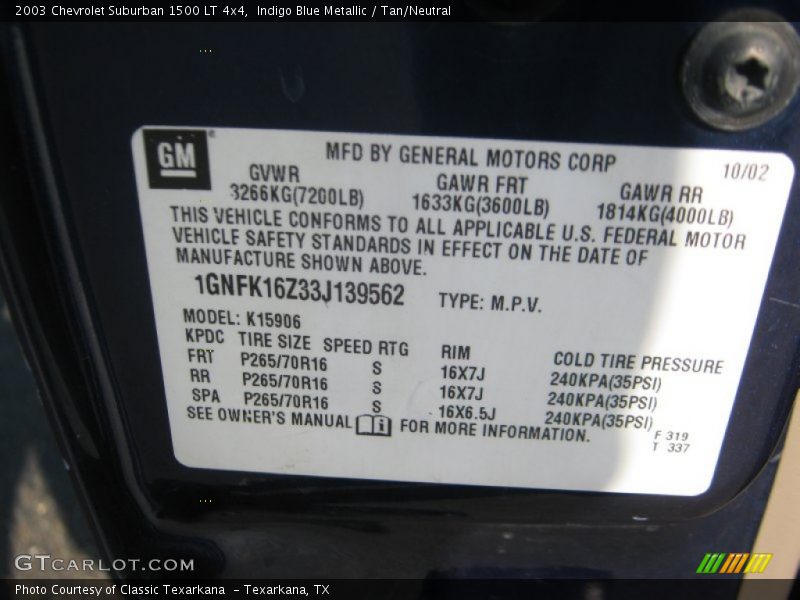 2003 Chevrolet Suburban 1500 LT 4x4,  Indigo Blue Metallic / Tan/Neutral
GM
MFD BY GENERAL MOTORS CORP
10/02
GVWR GAWR FRT GAWR RR
3266KG(7200LB) 1633KG(3600LB) 1814KG(4000LB)
THIS VEHICLE CONFORMS TO ALL APPLICABLE U.S. FEDERAL MOTOR
VEHICLE SAFETY STANDARDS IN EFFECT ON THE DATE OF
MANUFACTURE SHOWN ABOVE.
1GNFK16Z33J139562 TYPE: M.P.V.
MODEL: K15906
KPDC TIRE SIZE SPEED RTG RIM COLD TIRE PRESSURE
FRT P265/70R16 S 16X7J 240KPA(35PSI)
RR P265/70R16 S 16X7J 240KPA(35PSI)
SPA P265/70R16 S 16X6.5J 240KPA(35PSI)
SEE OWNER'S MANUAL i FOR MORE INFORMATION.
F 319
T 337
GTCARLOT.COM
Photo Courtesy of Classic Texarkana  - Texarkana, TX